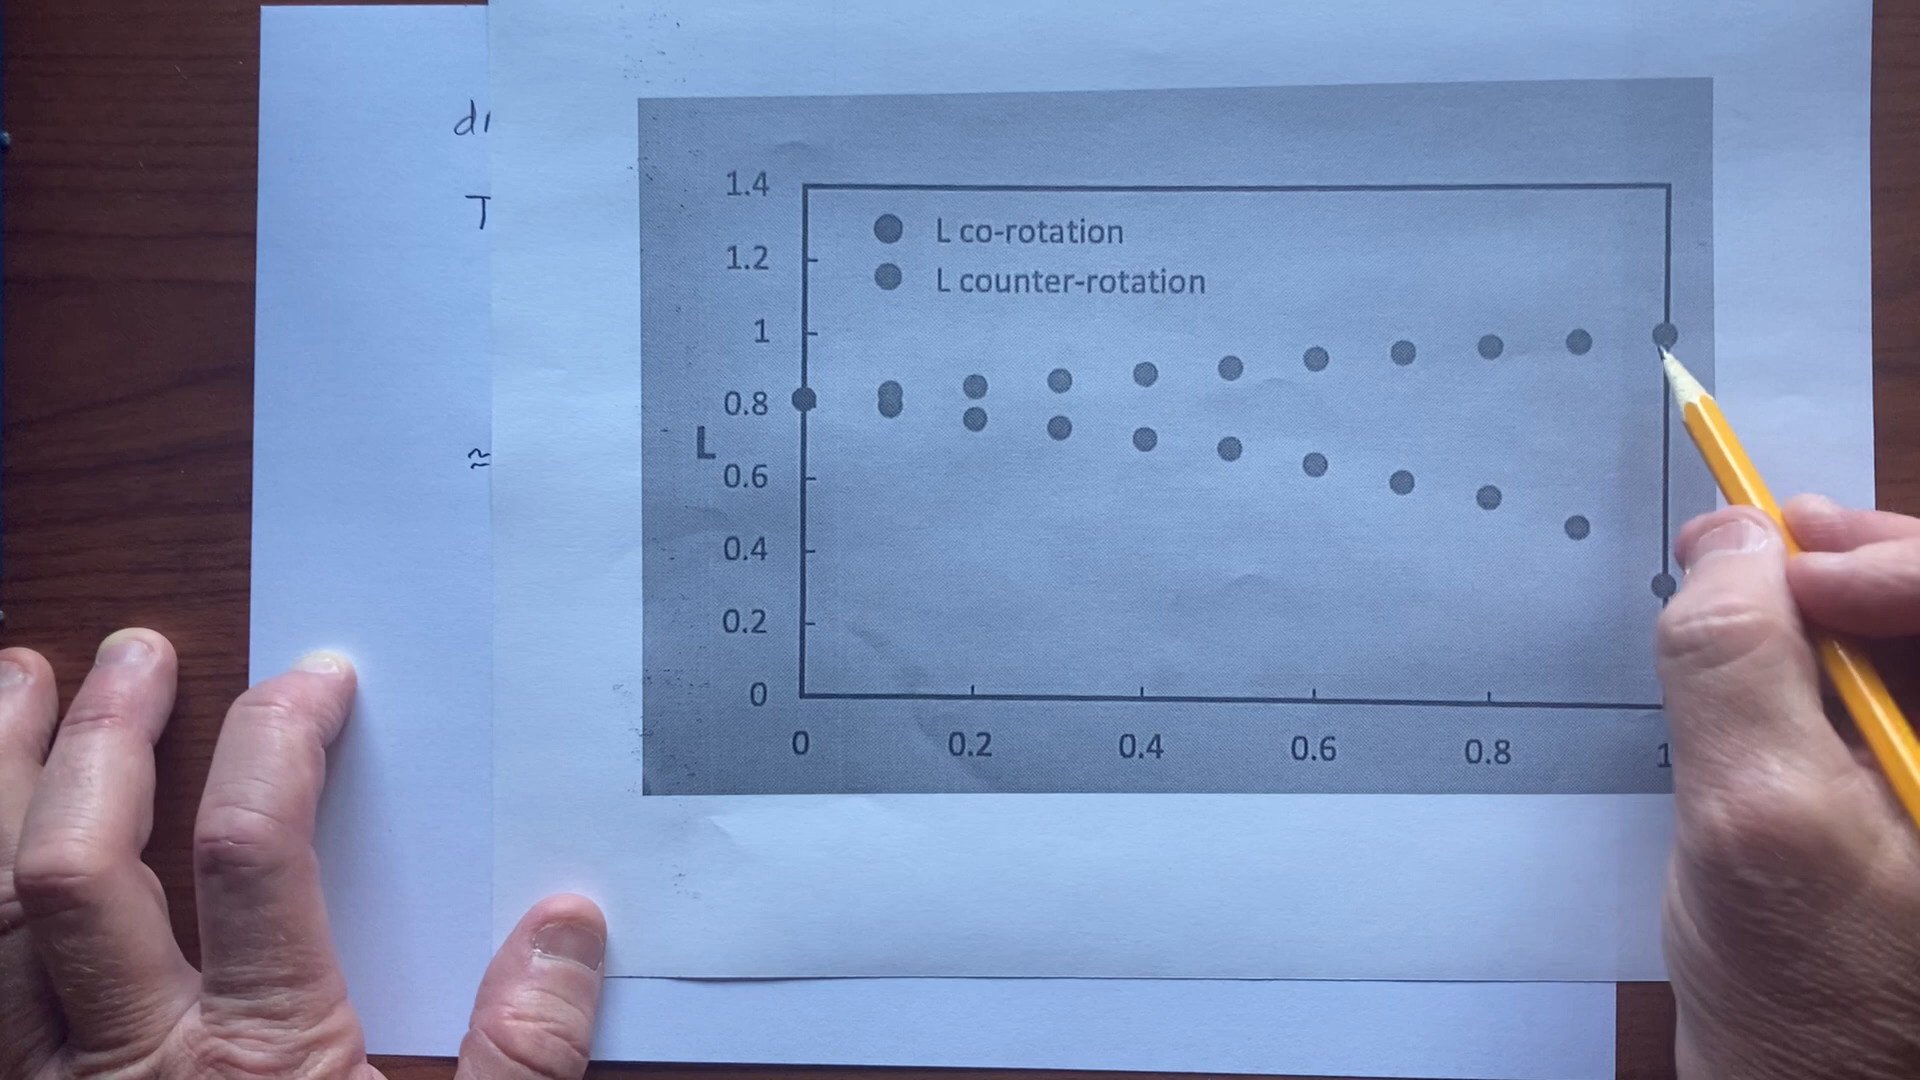 di
T
≈
1.4
L co-rotation
1.2
L counter-rotation
1
0.8
L
0.6
0.4
0.2
0
0 0.2 0.4 0.6 0.8 1